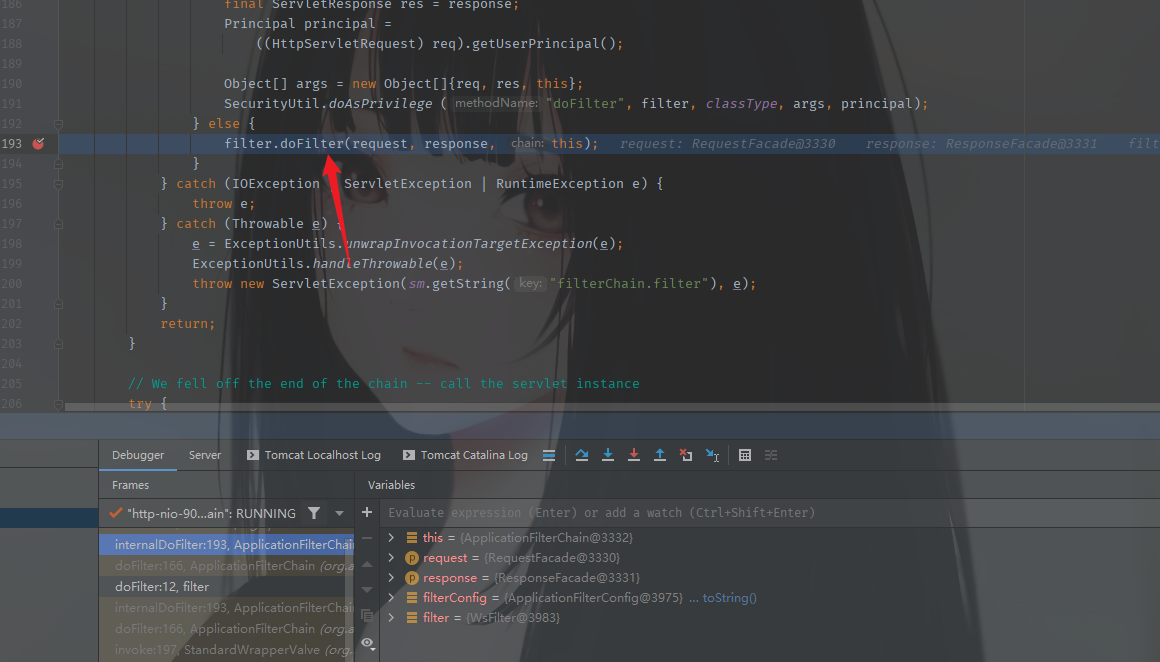 186 final ServletResponse res = response;
187 Principal principal =
188 ((HttpServletRequest) req).getUserPrincipal();
189
190 Object[] args = new Object[]{req, res, this};
191 SecurityUtil.doAsPrivilege ( methodName: "doFilter", filter, classType, args, principal);
192 } else {
193 filter.doFilter(request, response, chain: this); request: RequestFacade@3330 response: ResponseFacade@3331 filt
194 }
195 } catch (IOException | ServletException | RuntimeException e) {
196 throw e;
197 } catch (Throwable e) {
198 e = ExceptionUtils.unwrapInvocationTargetException(e);
199 ExceptionUtils.handleThrowable(e);
200 throw new ServletException(sm.getString( key: "filterChain.filter"), e);
201 }
202 return;
203 }
204
205 // We fell off the end of the chain -- call the servlet instance
206 try {
Debugger Server Tomcat Localhost Log Tomcat Catalina Log
Frames Variables
"http-nio-90...ain": RUNNING
Evaluate expression (Enter) or add a watch (Ctrl+Shift+Enter)
internalDoFilter:193, ApplicationFilterChain
doFilter:166, ApplicationFilterChain (org.a
doFilter:12, filter
internalDoFilter:193, ApplicationFilterChain
doFilter:166, ApplicationFilterChain (org.a
invoke:197, StandardWrapperValve (org.
this = {ApplicationFilterChain@3332}
request = {RequestFacade@3330}
response = {ResponseFacade@3331}
filterConfig = {ApplicationFilterConfig@3975} ... toString()
filter = {WsFilter@3983}